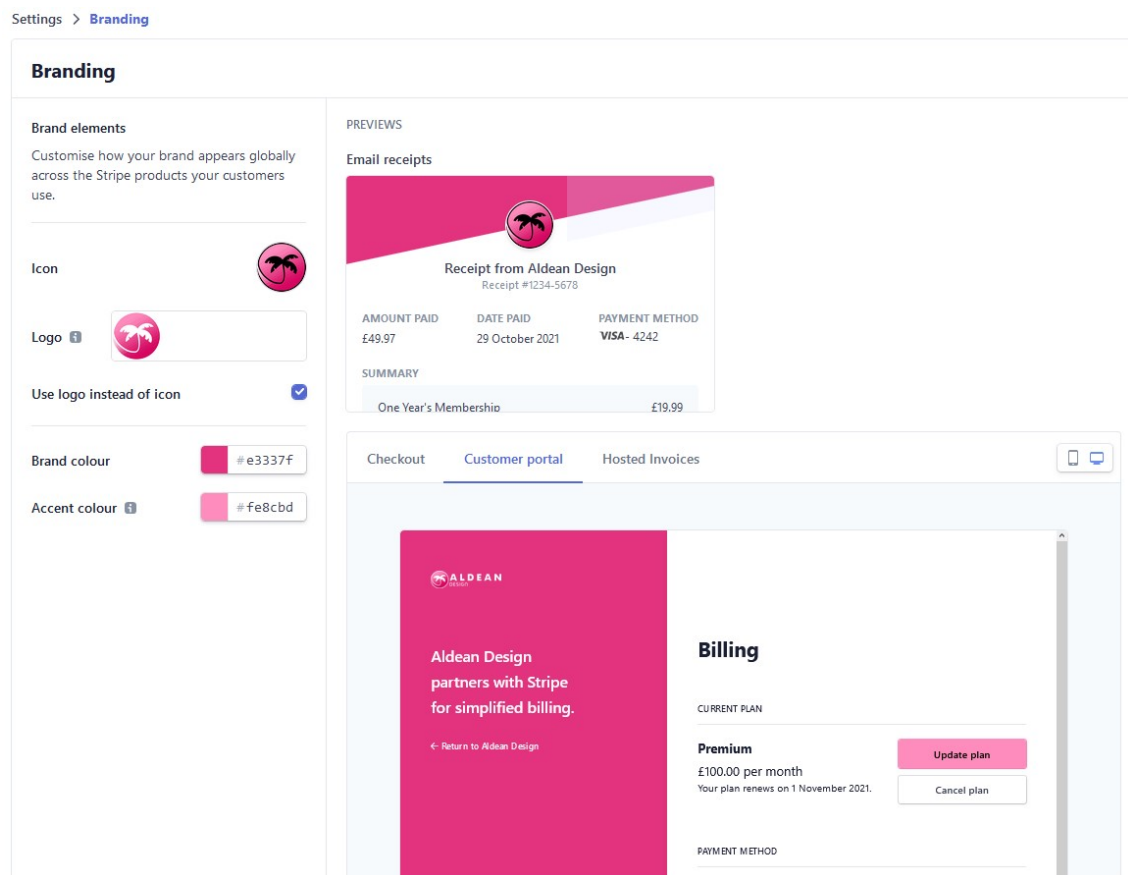 Settings > Branding
Branding
Brand elements
Customise how your brand appears globally
across the Stripe products your customers
use.
Icon
Logo
Use logo instead of icon
Brand colour #e3337f
Accent colour #fe8cbd
PREVIEWS
Email receipts
Receipt from Aldean Design
Receipt #1234-5678
AMOUNT PAID DATE PAID PAYMENT METHOD
£49.97 29 October 2021 VISA - 4242
SUMMARY
One Year's Membership £19.99
Checkout Customer portal Hosted Invoices
ALDEAN
DESIGN
Aldean Design
partners with Stripe
for simplified billing.
← Return to Aldean Design
Billing
CURRENT PLAN
Premium
£100.00 per month
Your plan renews on 1 November 2021.
Update plan
Cancel plan
PAYMENT METHOD